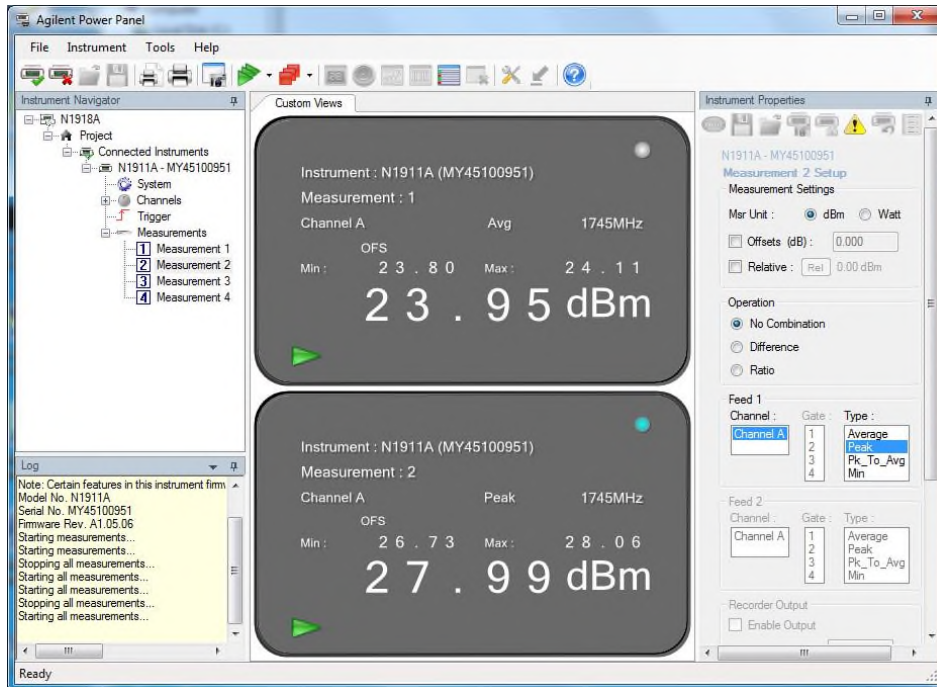 Agilent Power Panel
File Instrument Tools Help
Instrument Navigator
N1918A
Project
Connected Instruments
N1911A - MY45100951
System
Channels
Trigger
Measurements
1 Measurement 1
2 Measurement 2
3 Measurement 3
4 Measurement 4
Log
Note: Certain features in this instrument firm
Model No. N1911A
Serial No. MY45100951
Firmware Rev. A1.05.06
Starting measurements...
Starting measurements...
Stopping all measurements...
Starting all measurements...
Starting all measurements...
Stopping all measurements...
Starting all measurements...
Custom Views
Instrument : N1911A (MY45100951)
Measurement : 1
Channel A Avg 1745MHz
OFS
Min : 23.80 Max : 24.11
23.95 dBm
Instrument : N1911A (MY45100951)
Measurement : 2
Channel A Peak 1745MHz
OFS
Min : 26.73 Max : 28.06
27.99 dBm
Instrument Properties
N1911A - MY45100951
Measurement 2 Setup
Measurement Settings
Msr Unit : dBm Watt
Offsets (dB) : 0.000
Relative : Rel 0.00 dBm
Operation
No Combination
Difference
Ratio
Feed 1
Channel : Gate : Type :
Channel A 1 Average
2 Peak
3 Pk_To_Avg
4 Min
Feed 2
Channel : Gate : Type :
Channel A 1 Average
2 Peak
3 Pk_To_Avg
4 Min
Recorder Output
Enable Output
Ready